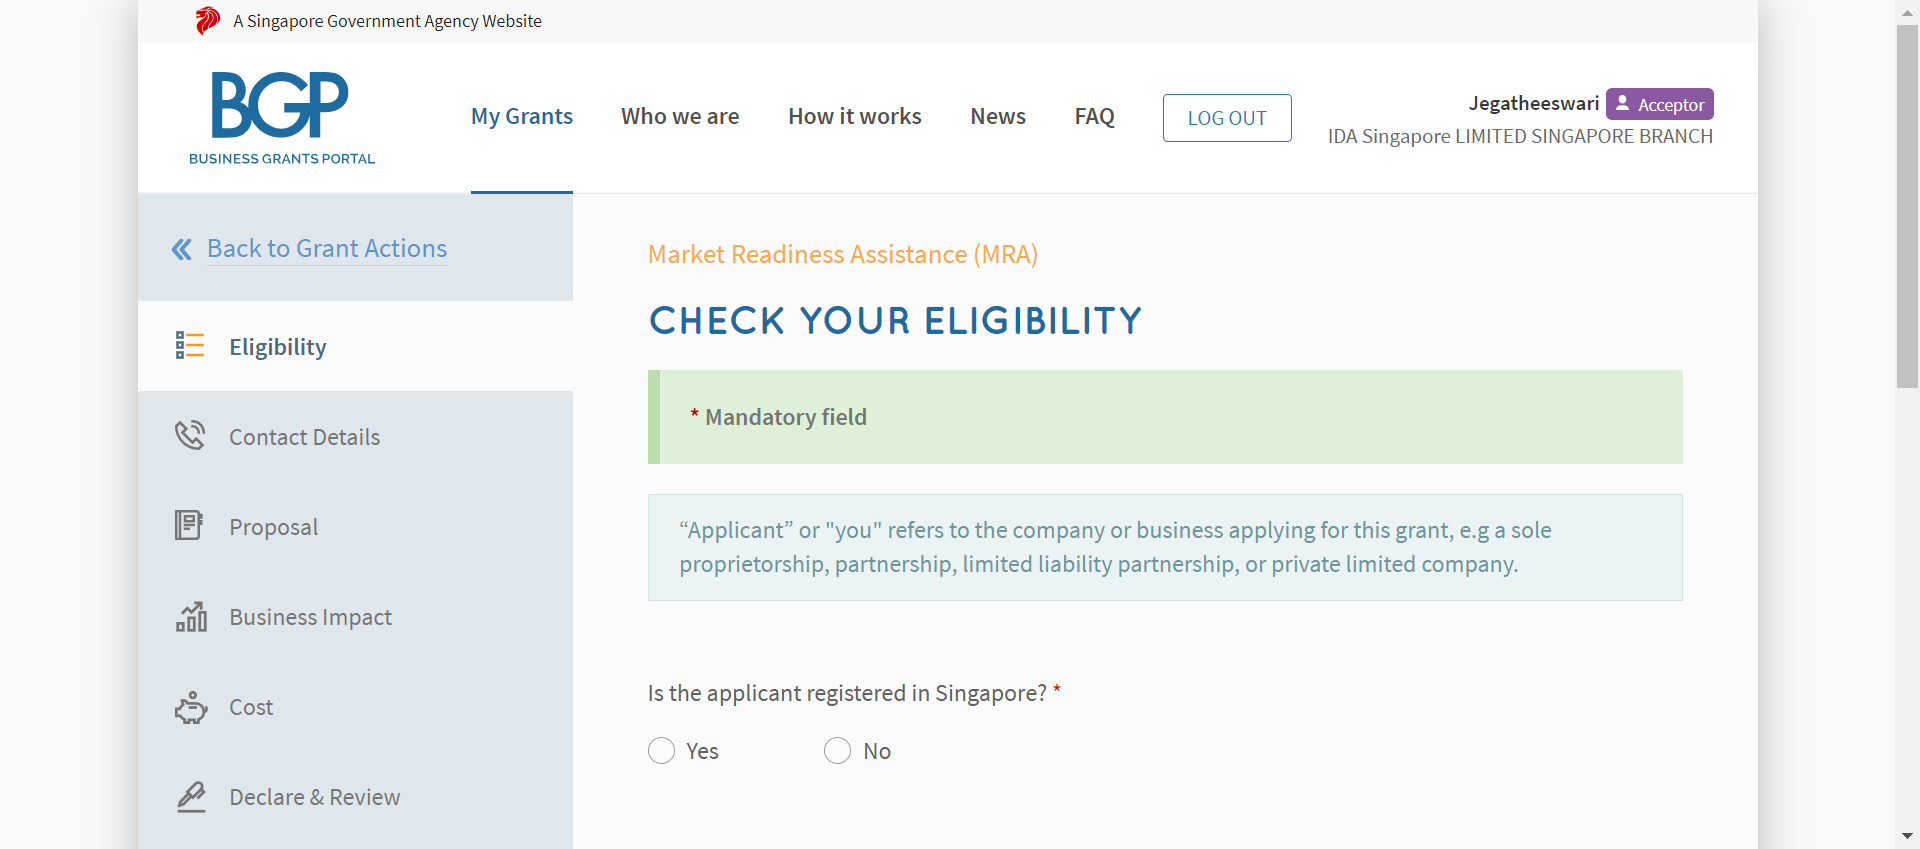 A Singapore Government Agency Website
BGP
BUSINESS GRANTS PORTAL
My Grants
Who we are
How it works
News
FAQ
LOG OUT
Jegatheeswari Acceptor
IDA Singapore LIMITED SINGAPORE BRANCH
Back to Grant Actions
Eligibility
Contact Details
Proposal
Business Impact
Cost
Declare & Review
Market Readiness Assistance (MRA)
CHECK YOUR ELIGIBILITY
* Mandatory field
“Applicant” or "you" refers to the company or business applying for this grant, e.g a sole
proprietorship, partnership, limited liability partnership, or private limited company.
Is the applicant registered in Singapore? *
Yes
No